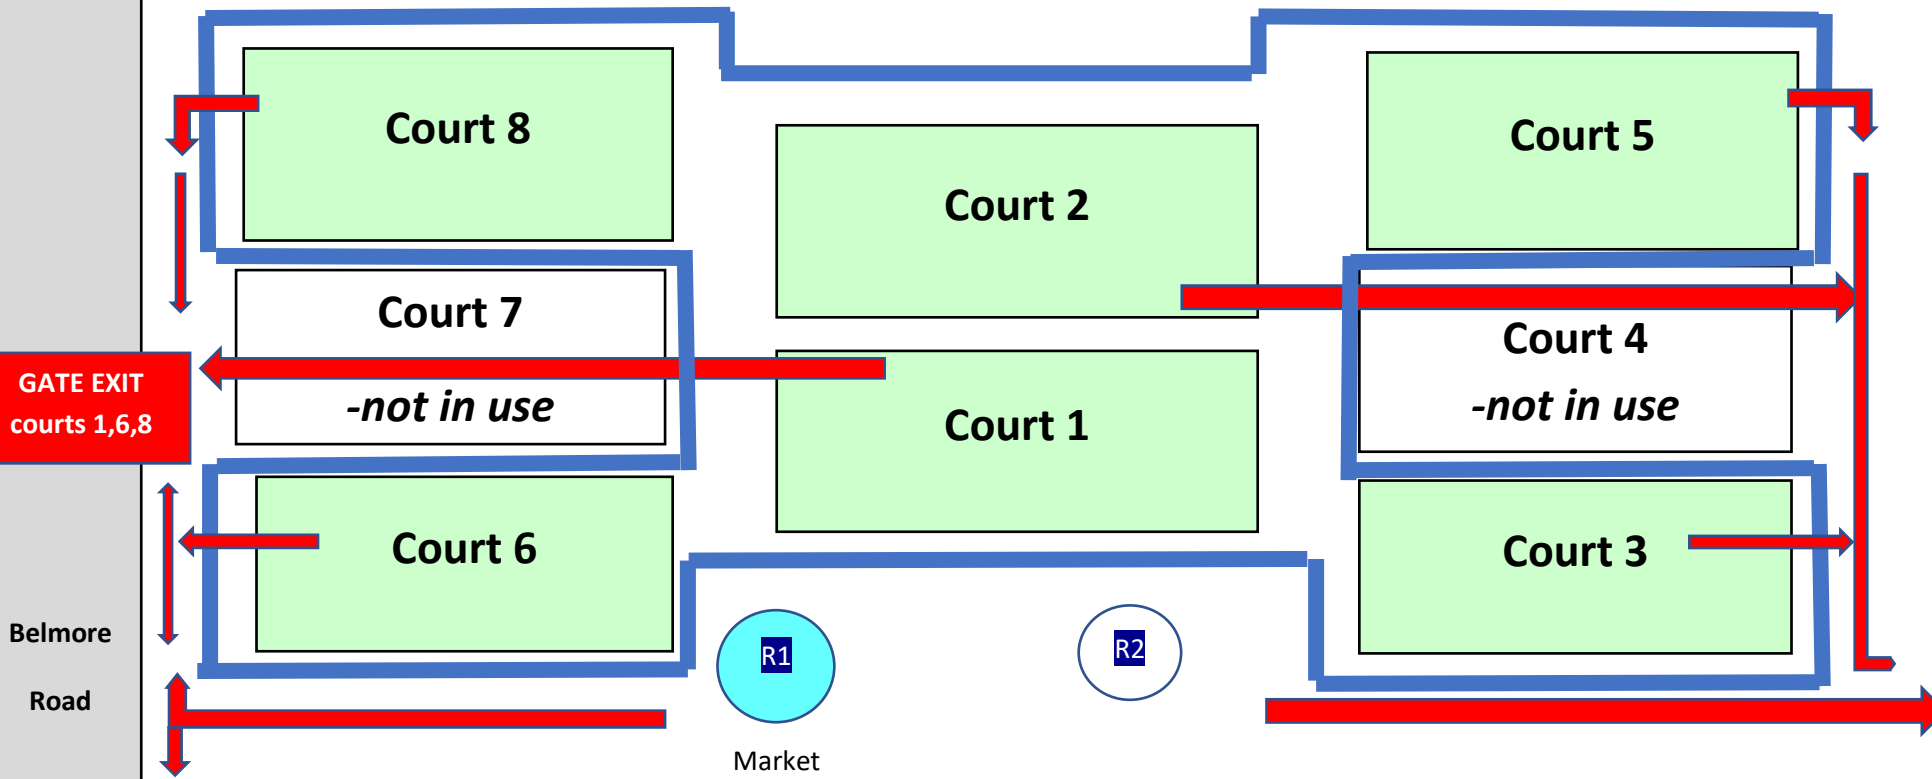 Court 8
Court 5
Court 2
Court 7
-not in use
Court 4
-not in use
GATE EXIT
courts 1,6,8
Court 1
Court 6
Court 3
Belmore
Road
R1
R2
Market